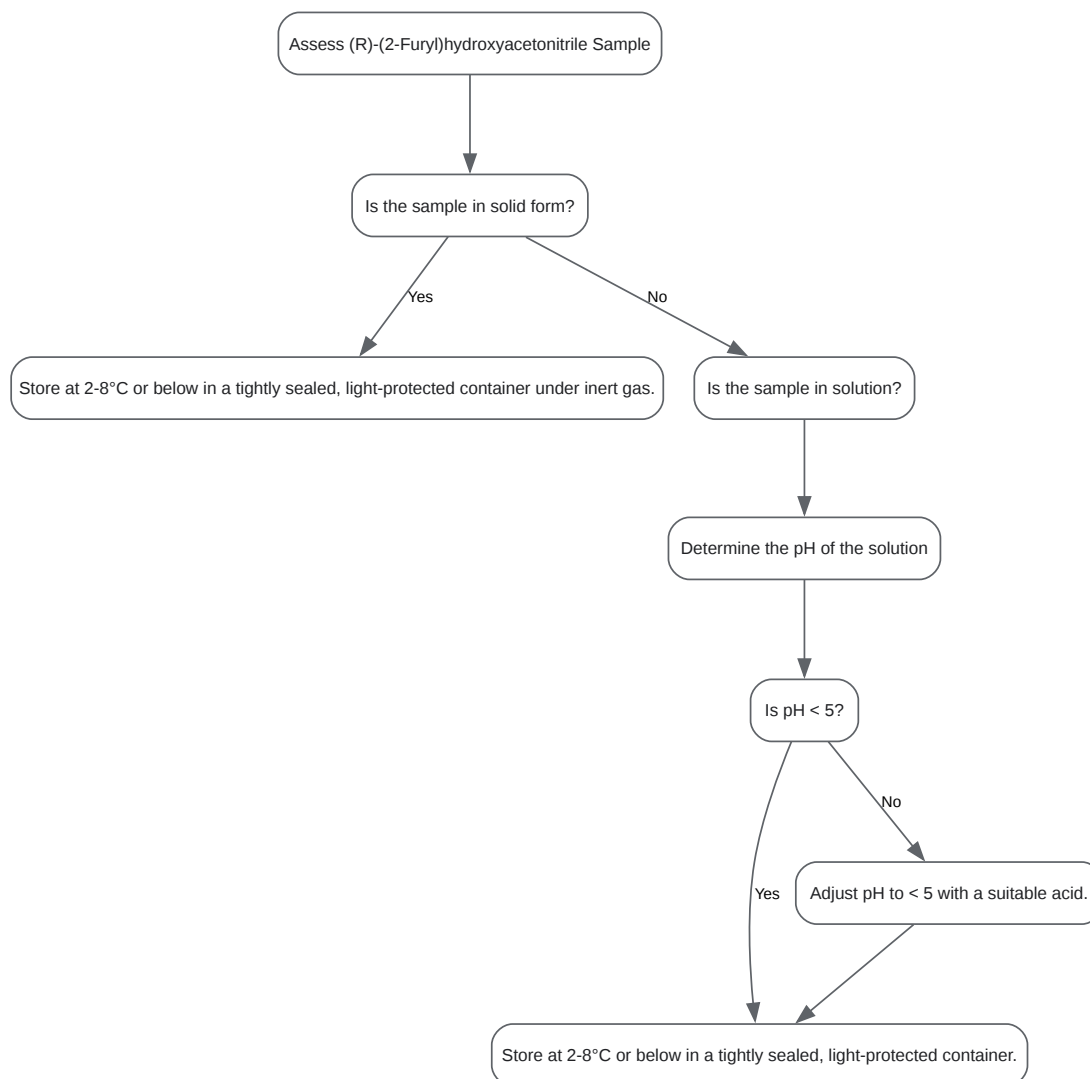 Assess (R)-(2-Furyl)hydroxyacetonitrile Sample
Is the sample in solid form?
Yes
No
Store at 2-8°C or below in a tightly sealed, light-protected container under inert gas.
Is the sample in solution?
Determine the pH of the solution
Is pH < 5?
No
Yes
Adjust pH to < 5 with a suitable acid.
Store at 2-8°C or below in a tightly sealed, light-protected container.